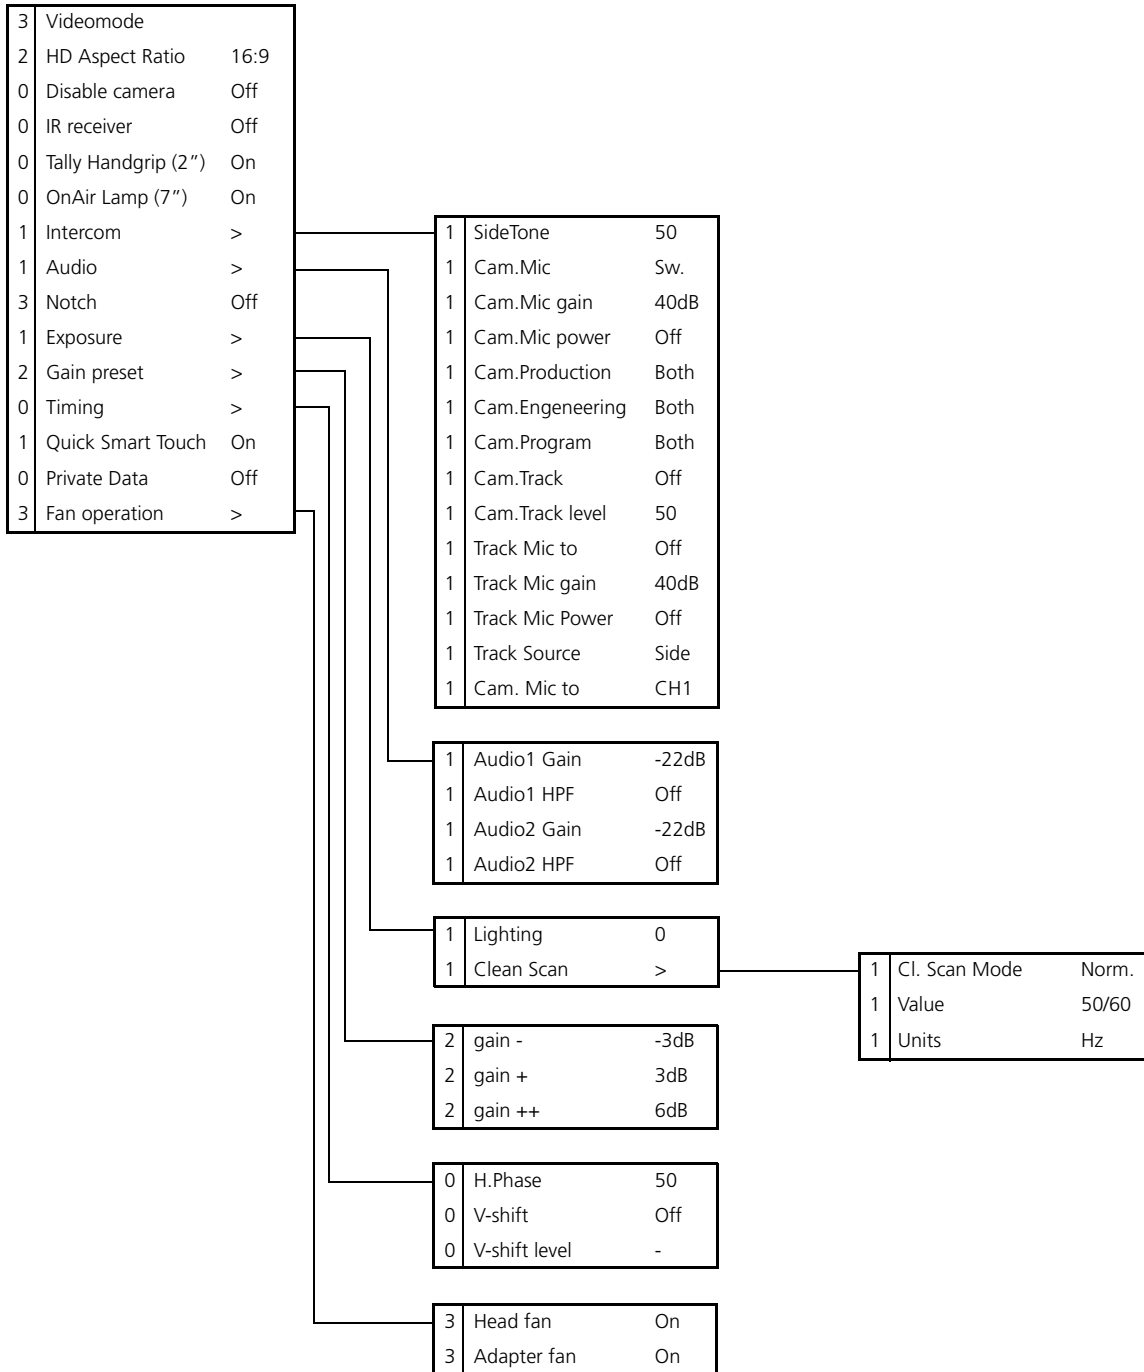 3 Videomode
2 HD Aspect Ratio 16:9
0 Disable camera Off
0 IR receiver Off
0 Tally Handgrip (2”) On
0 OnAir Lamp (7”) On
1 Intercom >
1 Audio >
3 Notch Off
1 Exposure >
2 Gain preset >
0 Timing >
1 Quick Smart Touch On
0 Private Data Off
3 Fan operation >
1 SideTone 50
1 Cam.Mic Sw.
1 Cam.Mic gain 40dB
1 Cam.Mic power Off
1 Cam.Production Both
1 Cam.Engeneering Both
1 Cam.Program Both
1 Cam.Track Off
1 Cam.Track level 50
1 Track Mic to Off
1 Track Mic gain 40dB
1 Track Mic Power Off
1 Track Source Side
1 Cam. Mic to CH1
1 Audio1 Gain -22dB
1 Audio1 HPF Off
1 Audio2 Gain -22dB
1 Audio2 HPF Off
1 Lighting 0
1 Clean Scan >
1 Cl. Scan Mode Norm.
1 Value 50/60
1 Units Hz
2 gain - -3dB
2 gain + 3dB
2 gain ++ 6dB
0 H.Phase 50
0 V-shift Off
0 V-shift level -
3 Head fan On
3 Adapter fan On